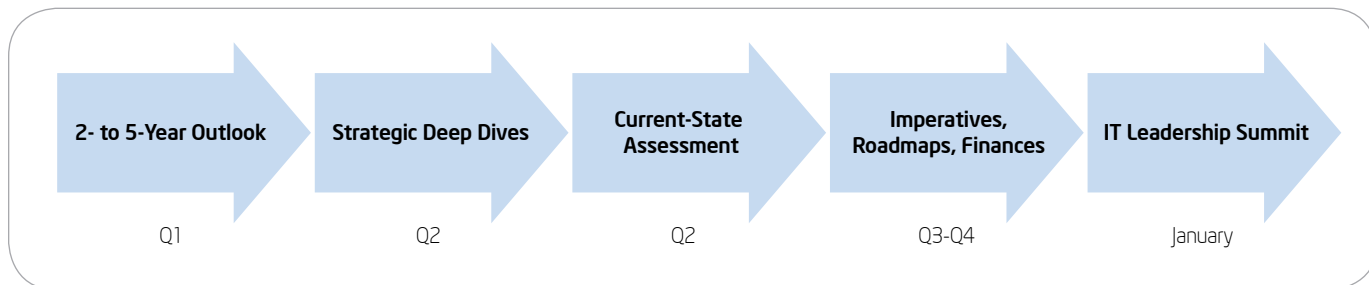 2- to 5-Year Outlook
Strategic Deep Dives
Current-State
Assessment
Imperatives,
Roadmaps, Finances
IT Leadership Summit
Q1
Q2
Q2
Q3-Q4
January